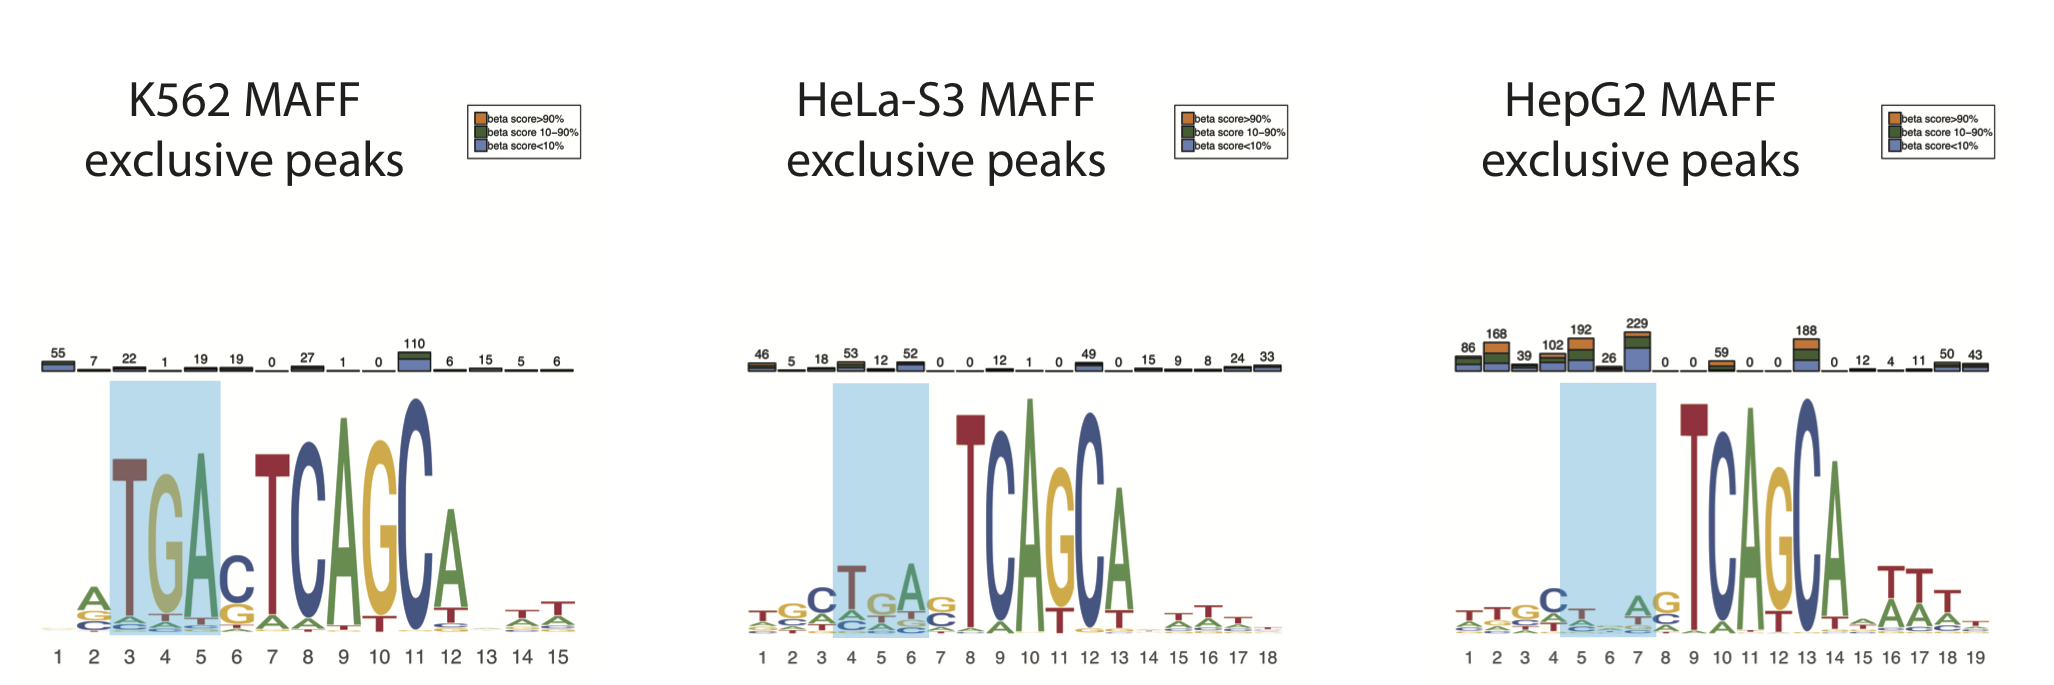 K562 MAFF
exclusive peaks
beta score>90%
beta score 10-90%
beta score<10%
55 7 22 1 19 19 0 27 1 0 110 6 15 5 6
TGACTCAGCA
1 2 3 4 5 6 7 8 9 10 11 12 13 14 15
HeLa-S3 MAFF
exclusive peaks
beta score>90%
beta score 10-90%
beta score<10%
46 5 18 53 12 52 0 0 12 1 0 49 0 15 9 8 24 33
TGAGTCAGCA
1 2 3 4 5 6 7 8 9 10 11 12 13 14 15 16 17 18
HepG2 MAFF
exclusive peaks
beta score>90%
beta score 10-90%
beta score<10%
86 168 39 102 192 26 229 0 0 59 0 0 188 0 12 4 11 50 43
TCAGCA
1 2 3 4 5 6 7 8 9 10 11 12 13 14 15 16 17 18 19